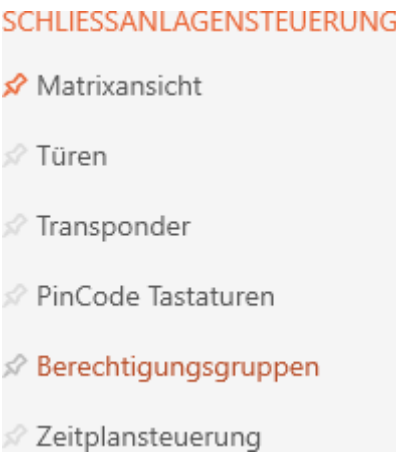 SCHLIESSANLAGENSTEUERUNG
Matrixansicht
Türen
Transponder
PinCode Tastaturen
Berechtigungsgruppen
Zeitplansteuerung